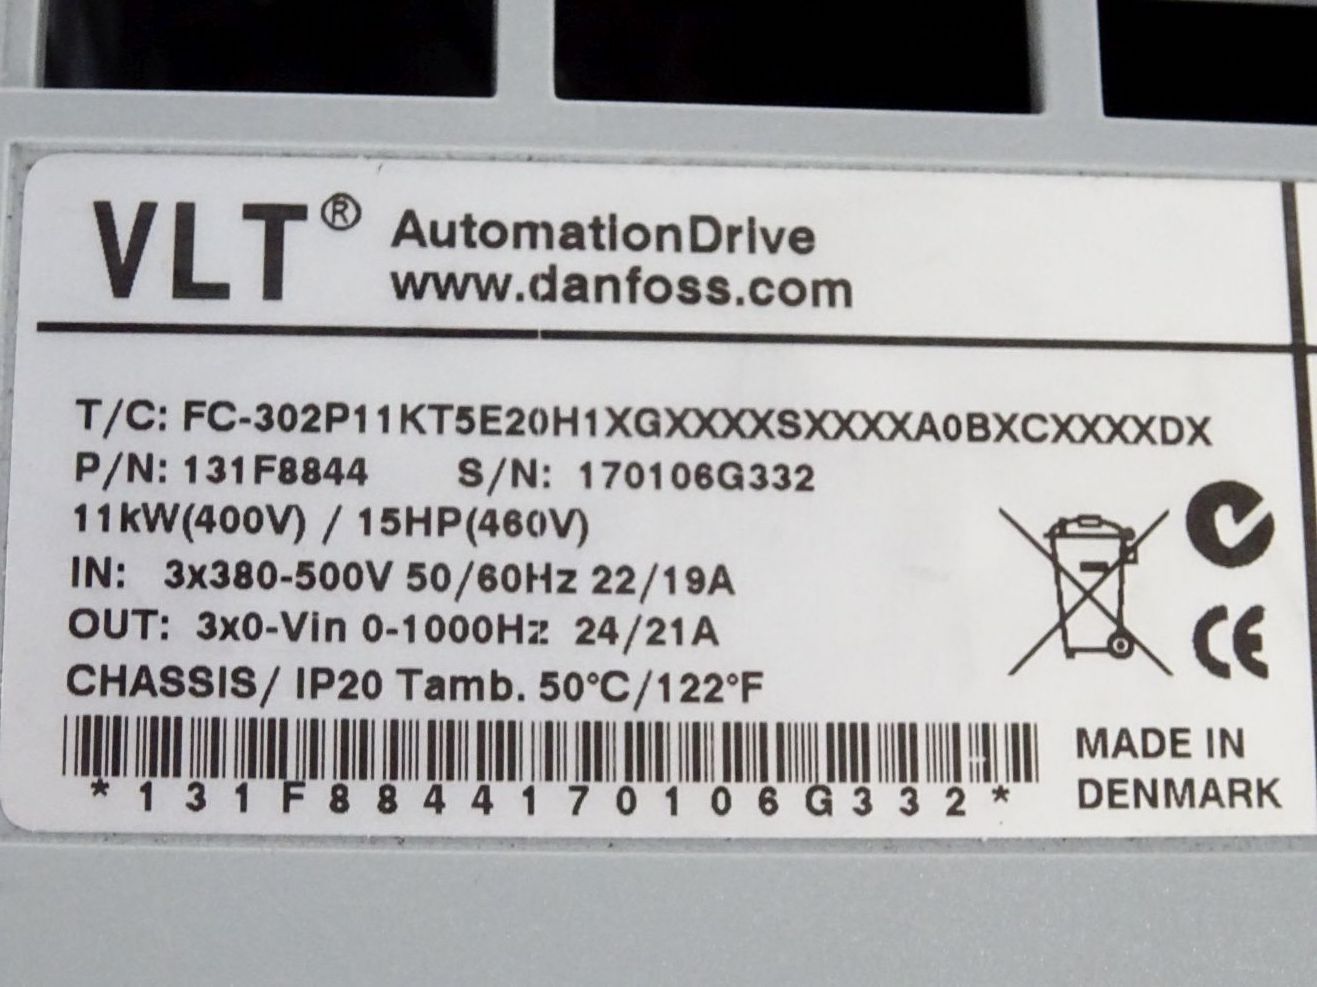 VLT® AutomationDrive
www.danfoss.com
T/C: FC-302P11KT5E20H1XGXXXXSXXXXA0BXCXXXXDX
P/N: 131F8844 S/N: 170106G332
11kW(400V) / 15HP(460V)
IN: 3x380-500V 50/60Hz 22/19A
OUT: 3x0-Vin 0-1000Hz 24/21A
CHASSIS/ IP20 Tamb. 50°C/122°F
*131F8844170106G332*
MADE IN
DENMARK
CE